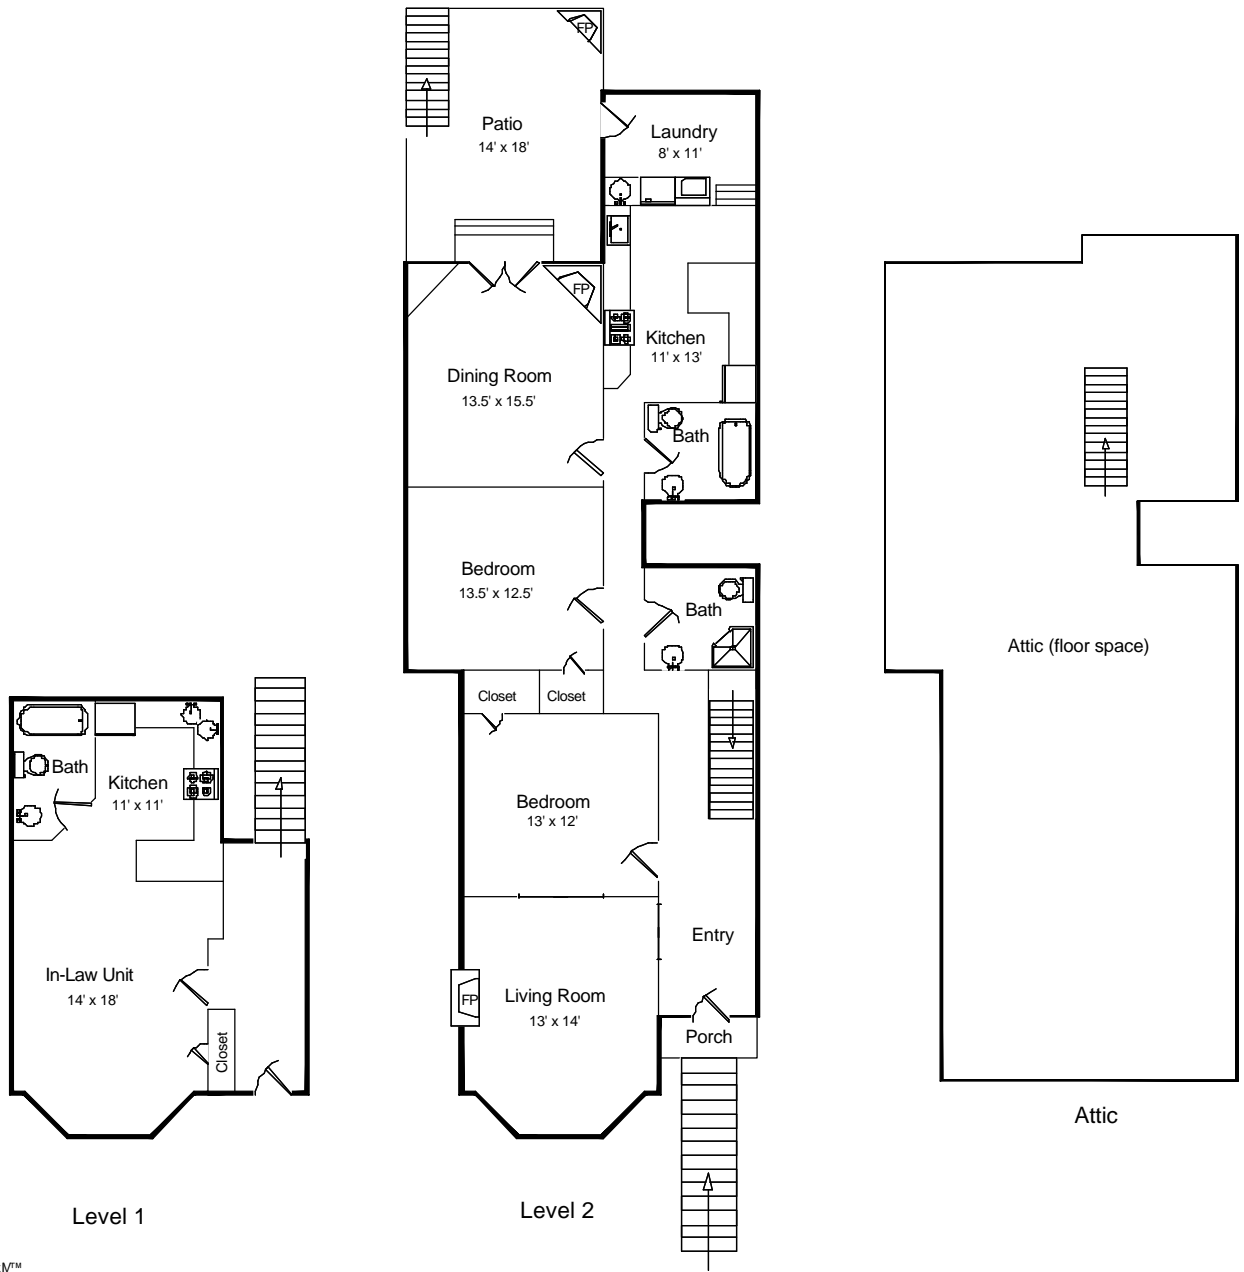 FP
Patio
14' x 18'
Laundry
8' x 11'
FP
Kitchen
11' x 13'
Dining Room
13.5' x 15.5'
Bath
Bedroom
13.5' x 12.5'
Bath
Closet
Closet
Bedroom
13' x 12'
Entry
FP
Living Room
13' x 14'
Porch
Level 2
Bath
Kitchen
11' x 11'
In-Law Unit
14' x 18'
Closet
Level 1
Attic (floor space)
Attic